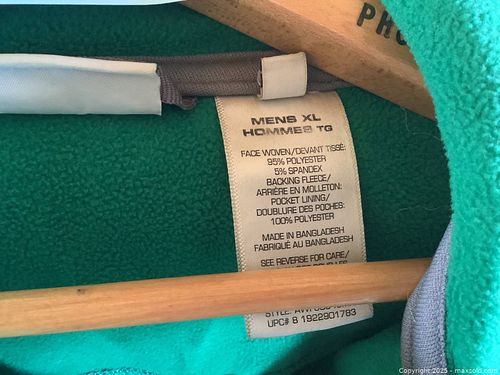 MENS XL
HOMMES TG
FACE WOVEN/DEVANT TISSÉ:
95% POLYESTER
5% SPANDEX
BACKING FLEECE/
ARRIÈRE EN MOLLETON:
POCKET LINING/
DOUBLURE DES POCHES:
100% POLYESTER
MADE IN BANGLADESH
FABRIQUÉ AU BANGLADESH
SEE REVERSE FOR CARE/
STYLE:
UPC# 8 1922901783
Copyright 2025 - maxsold.com